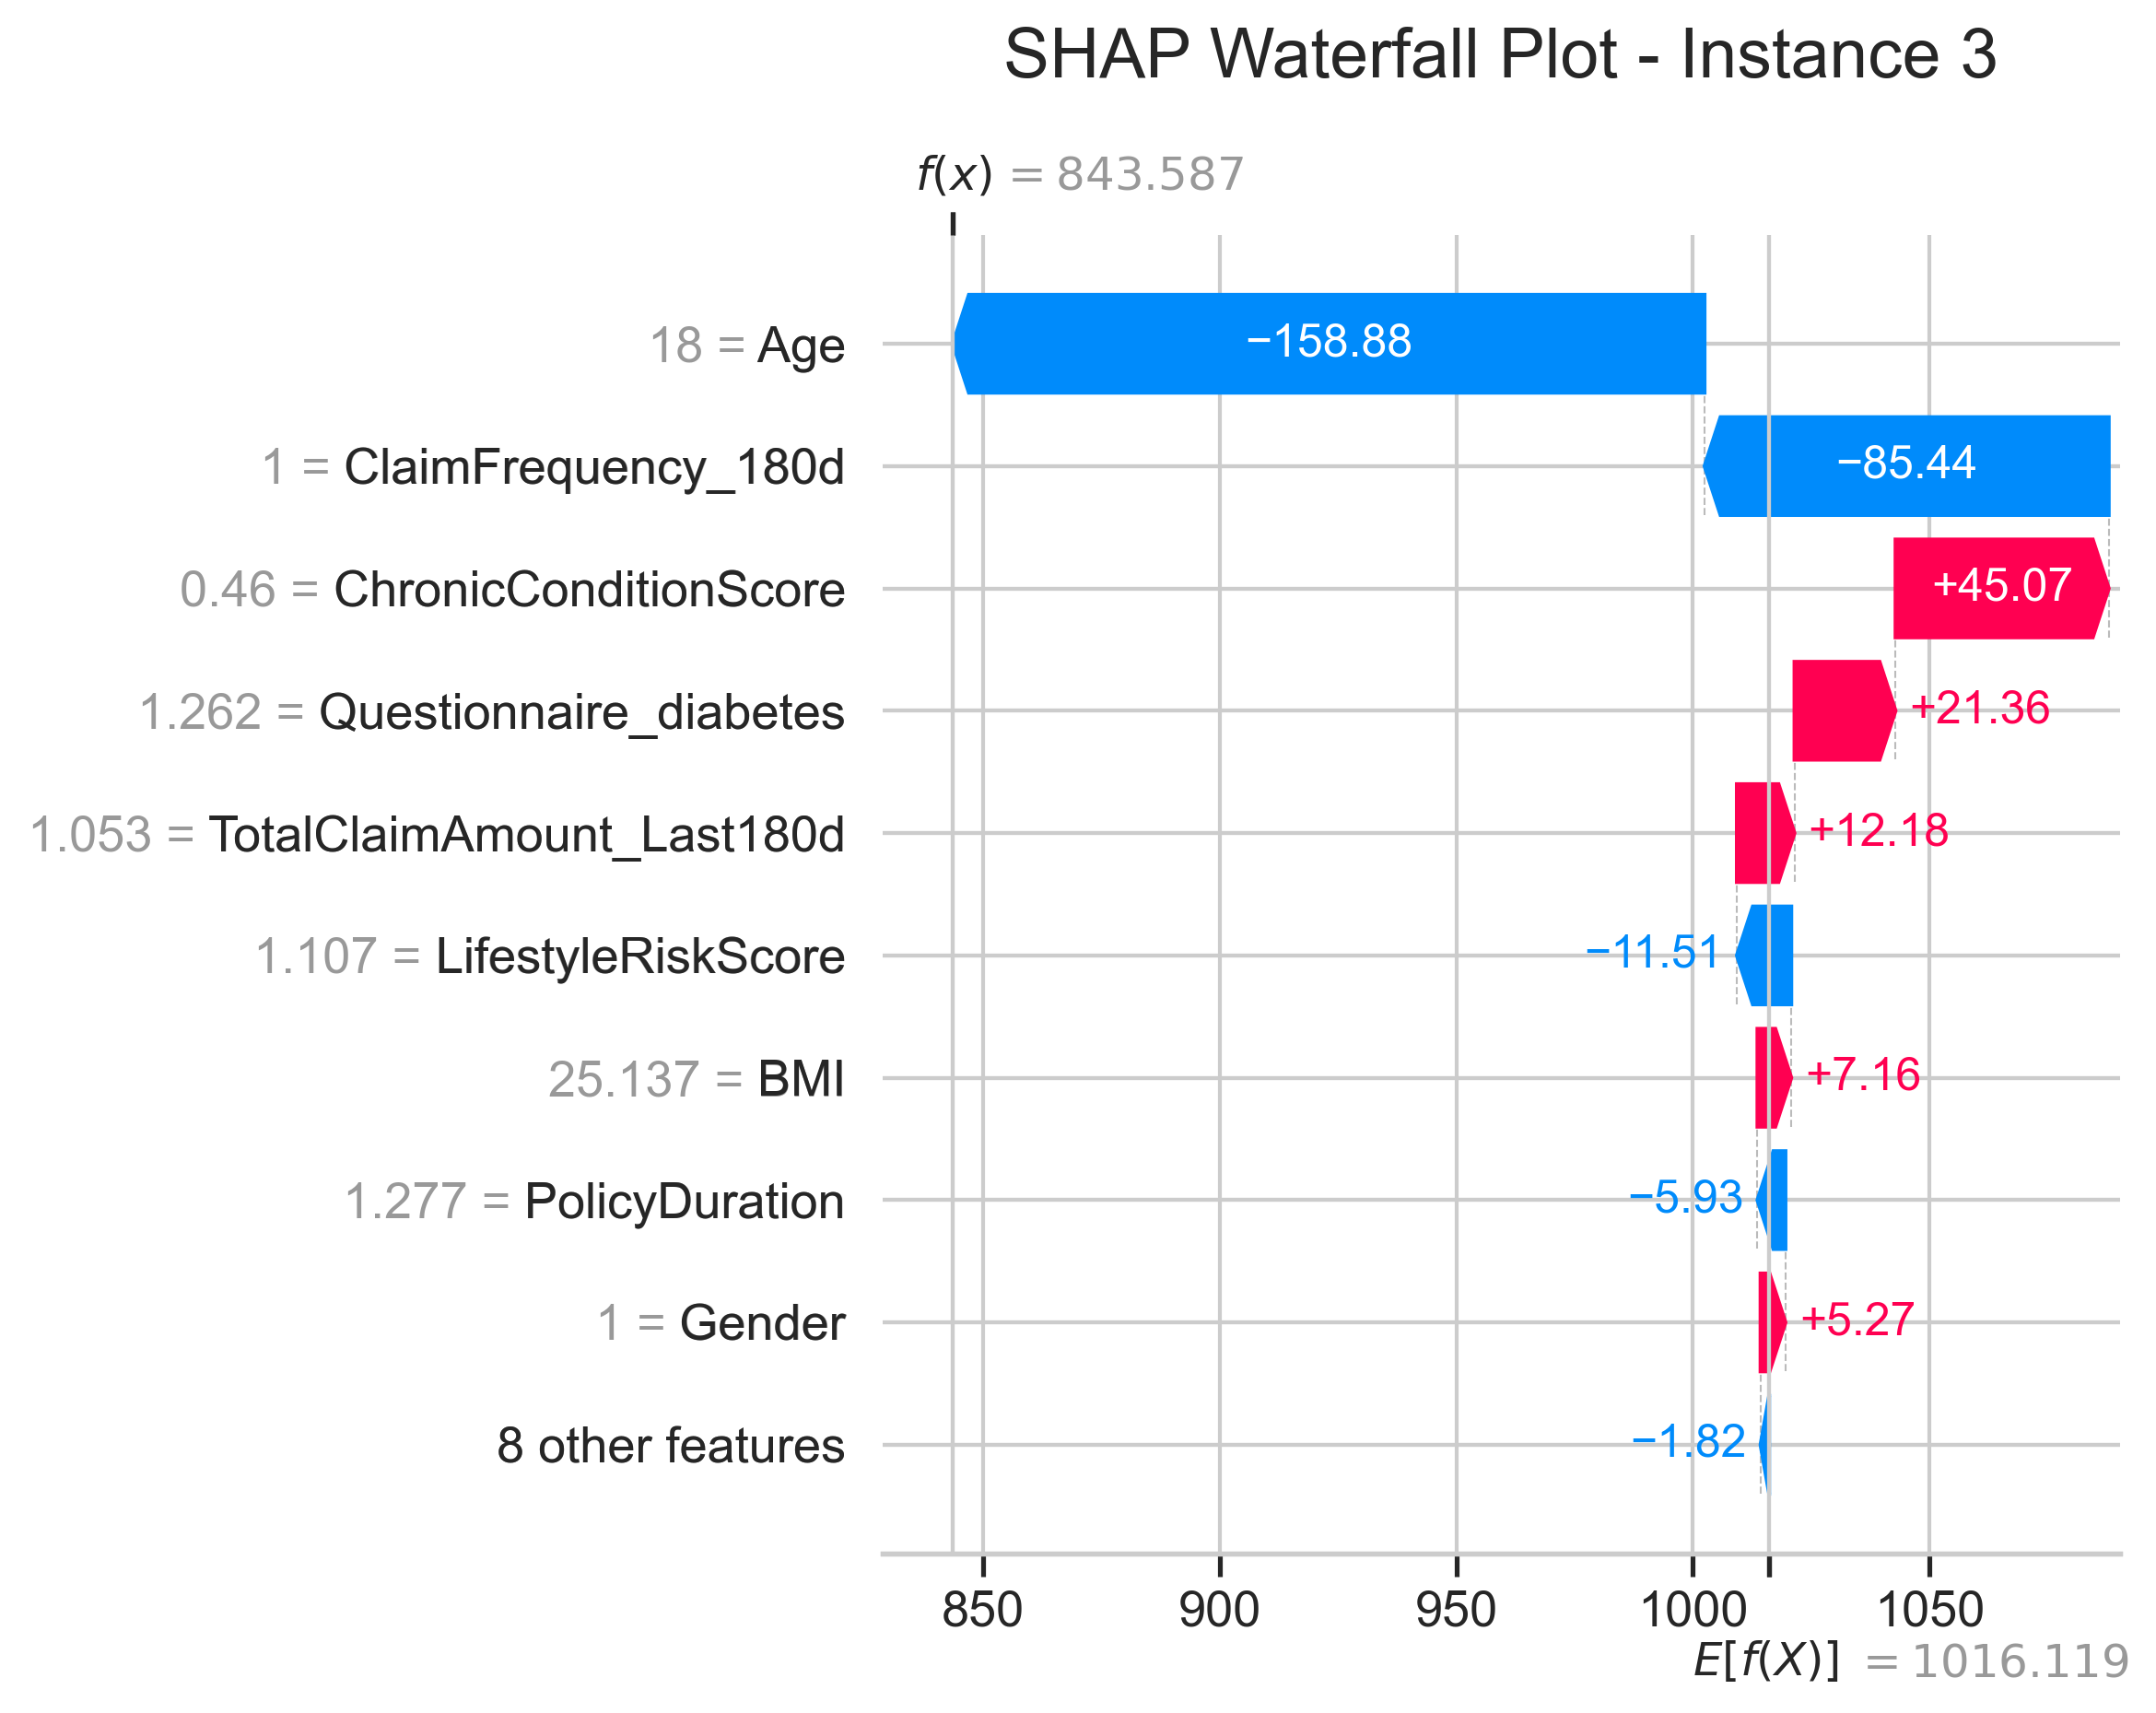 SHAP Waterfall Plot - Instance 3
f(x) = 843.587
18 = Age
−158.88
1 = ClaimFrequency_180d
−85.44
0.46 = ChronicConditionScore
+45.07
1.262 = Questionnaire_diabetes
+21.36
1.053 = TotalClaimAmount_Last180d
+12.18
1.107 = LifestyleRiskScore
−11.51
25.137 = BMI
+7.16
1.277 = PolicyDuration
−5.93
1 = Gender
+5.27
8 other features
−1.82
850 900 950 1000 1050
E[f(X)] = 1016.119